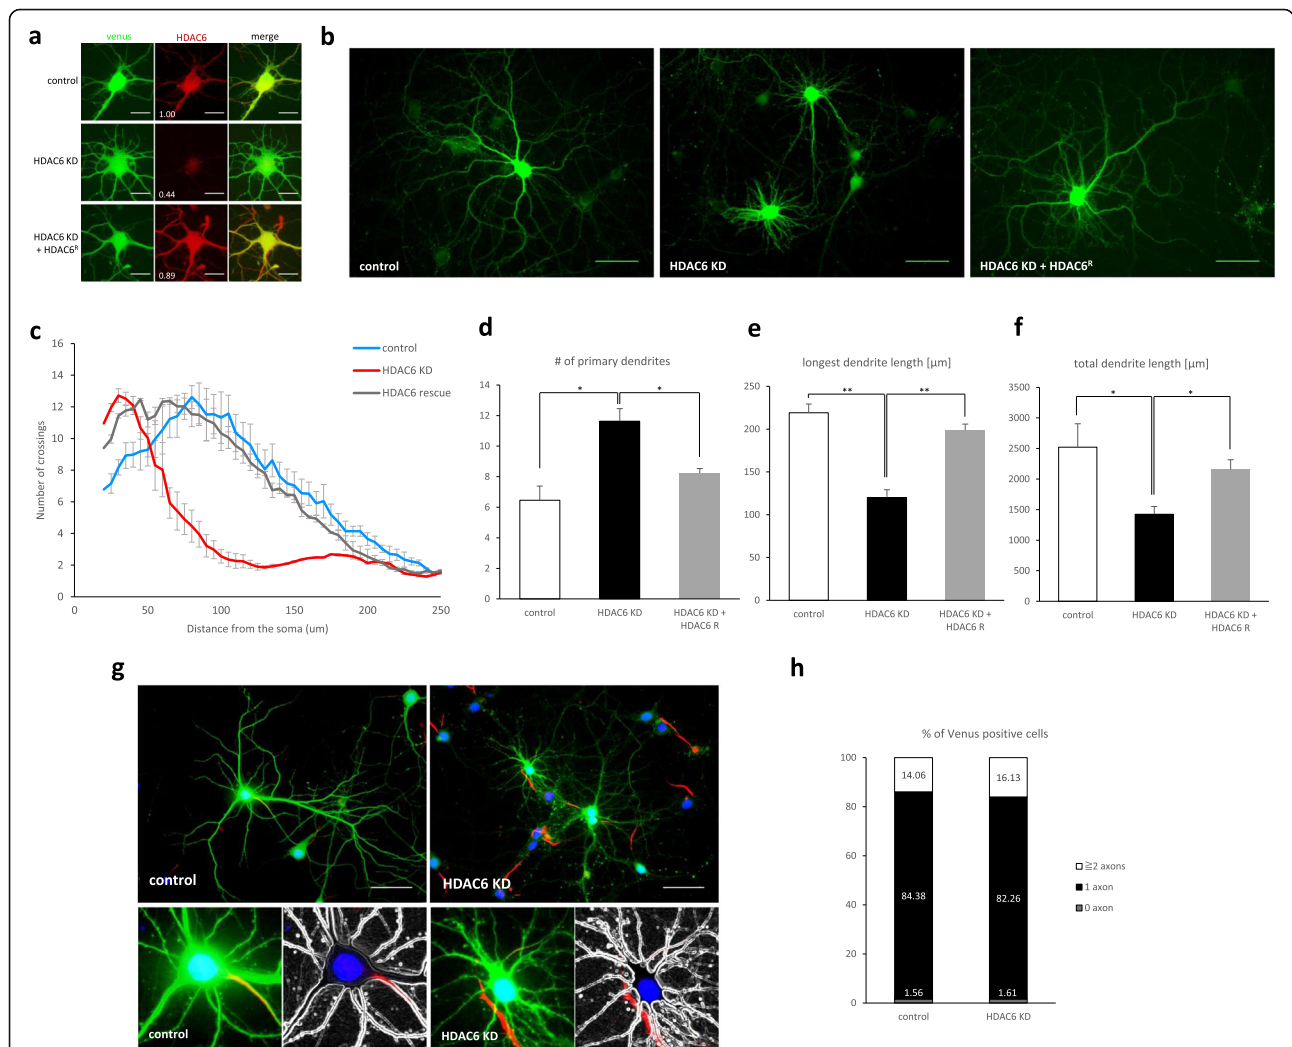 a
venus
HDAC6
merge
control
1.00
HDAC6 KD
0.44
HDAC6 KD
+ HDAC6ᴿ
0.89
b
control
HDAC6 KD
HDAC6 KD + HDAC6ᴿ
c
16
14
12
10
8
6
4
2
0
Number of crossings
0
50
100
150
200
250
Distance from the soma (um)
control
HDAC6 KD
HDAC6 rescue
d
# of primary dendrites
14
12
10
8
6
4
2
0
*
*
control
HDAC6 KD
HDAC6 KD +
HDAC6 R
e
longest dendrite length [µm]
250
200
150
100
50
0
**
**
control
HDAC6 KD
HDAC6 KD +
HDAC6 R
f
total dendrite length [µm]
3500
3000
2500
2000
1500
1000
500
0
*
*
control
HDAC6 KD
HDAC6 KD +
HDAC6 R
g
control
HDAC6 KD
control
HDAC6 KD
h
% of Venus positive cells
100
80
60
40
20
0
14.06
16.13
84.38
82.26
1.56
1.61
control
HDAC6 KD
≧2 axons
1 axon
0 axon